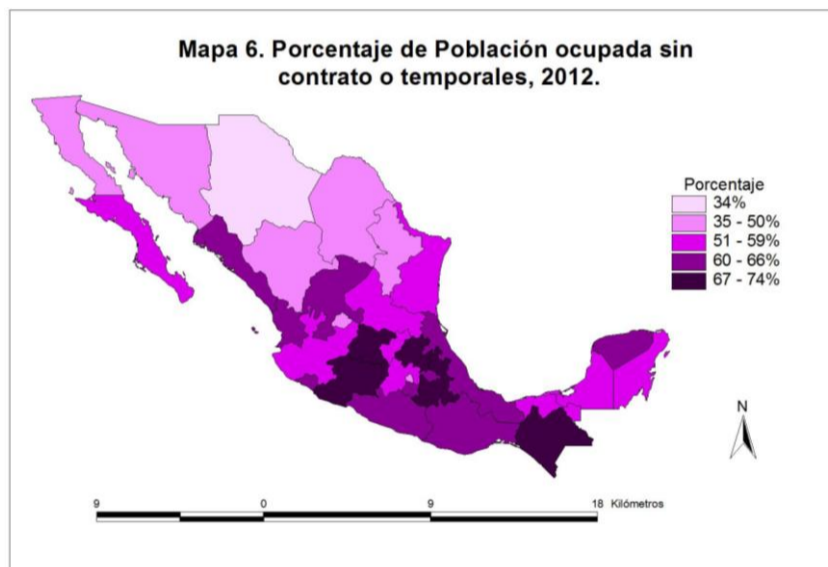 Mapa 6. Porcentaje de Población ocupada sin
contrato o temporales, 2012.
Porcentaje
34%
35 - 50%
51 - 59%
60 - 66%
67 - 74%
N
9 0 9 18 Kilómetros